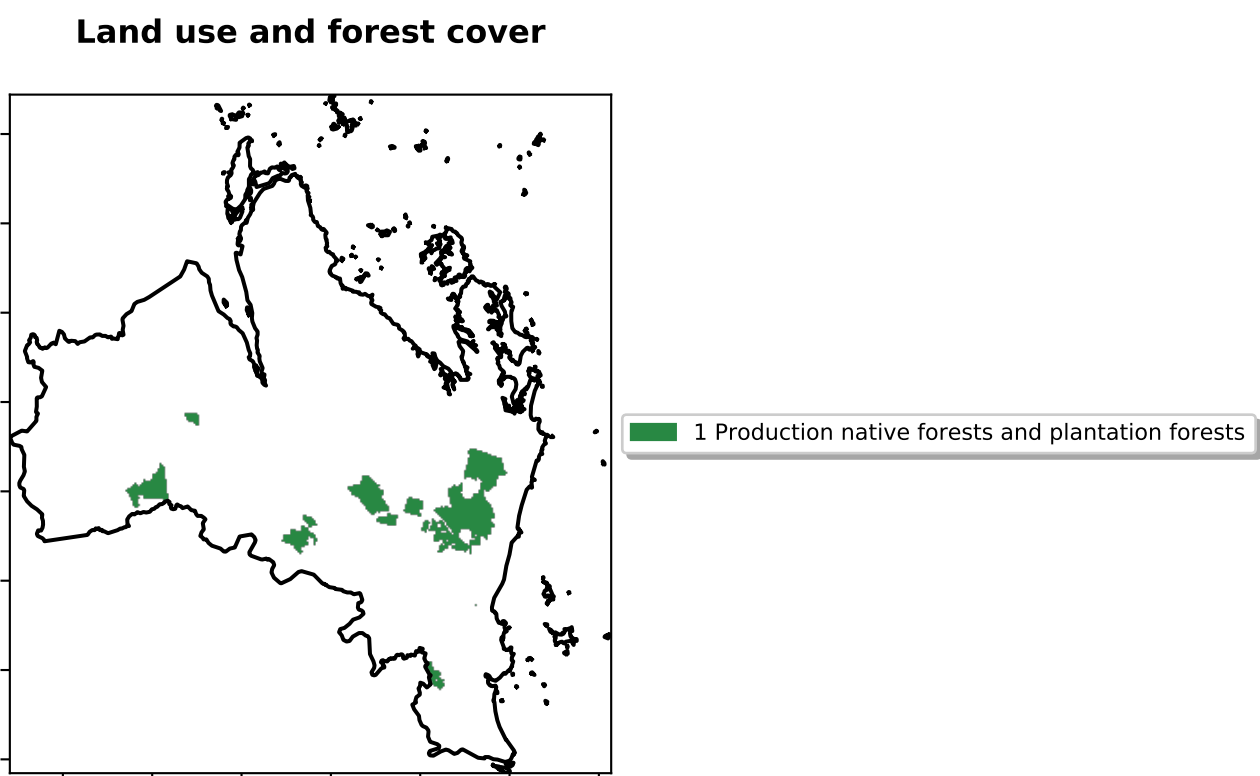 Land use and forest cover
1 Production native forests and plantation forests